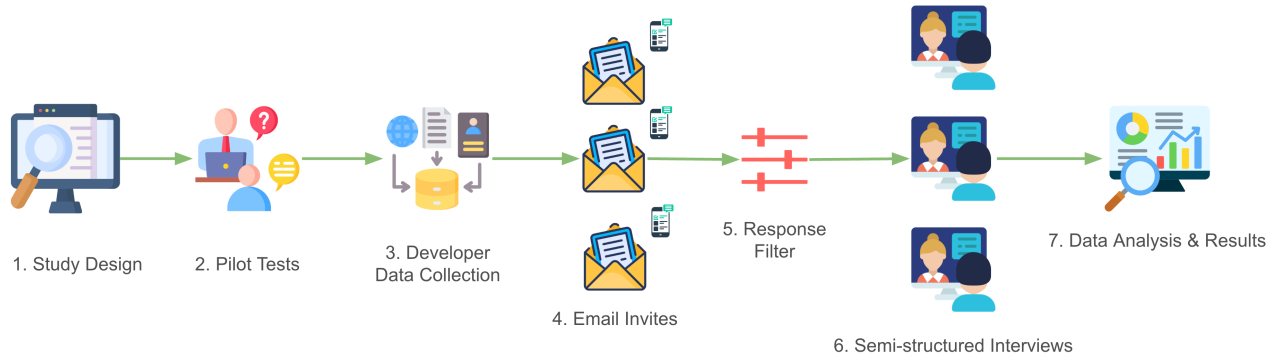 1. Study Design
2. Pilot Tests
3. Developer
Data Collection
4. Email Invites
5. Response
Filter
6. Semi-structured Interviews
7. Data Analysis & Results